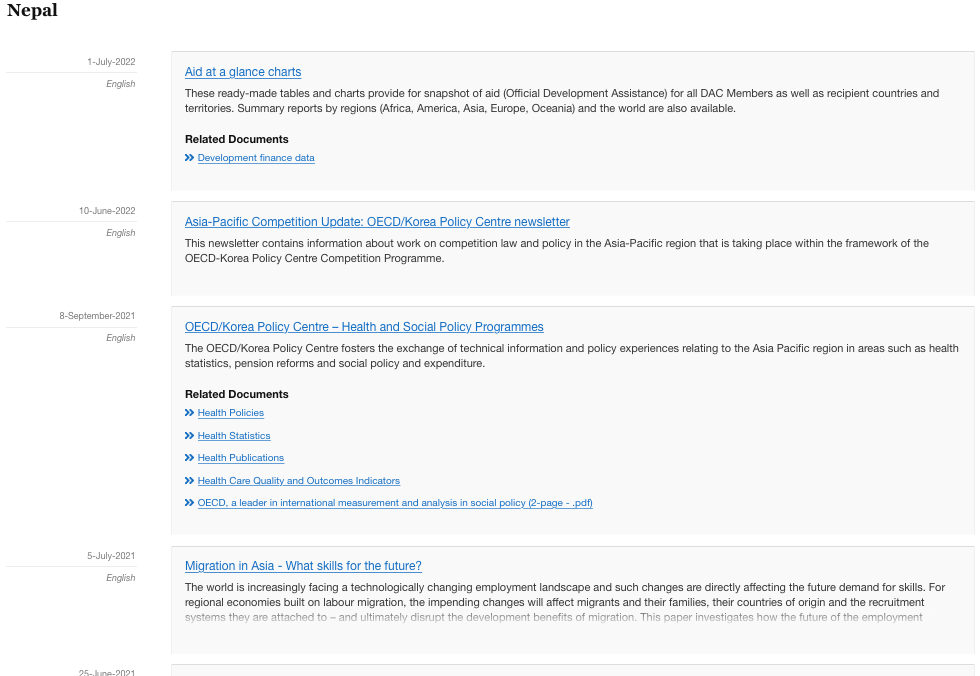 Nepal
1-July-2022
English
Aid at a glance charts
These ready-made tables and charts provide for snapshot of aid (Official Development Assistance) for all DAC Members as well as recipient countries and
territories. Summary reports by regions (Africa, America, Asia, Europe, Oceania) and the world are also available.
Related Documents
Development finance data
10-June-2022
English
Asia-Pacific Competition Update: OECD/Korea Policy Centre newsletter
This newsletter contains information about work on competition law and policy in the Asia-Pacific region that is taking place within the framework of the
OECD-Korea Policy Centre Competition Programme.
8-September-2021
English
OECD/Korea Policy Centre – Health and Social Policy Programmes
The OECD/Korea Policy Centre fosters the exchange of technical information and policy experiences relating to the Asia Pacific region in areas such as health
statistics, pension reforms and social policy and expenditure.
Related Documents
Health Policies
Health Statistics
Health Publications
Health Care Quality and Outcomes Indicators
OECD, a leader in international measurement and analysis in social policy (2-page - .pdf)
5-July-2021
English
Migration in Asia - What skills for the future?
The world is increasingly facing a technologically changing employment landscape and such changes are directly affecting the future demand for skills. For
regional economies built on labour migration, the impending changes will affect migrants and their families, their countries of origin and the recruitment
systems they are attached to – and ultimately disrupt the development benefits of migration. This paper investigates how the future of the employment
25-June-2021